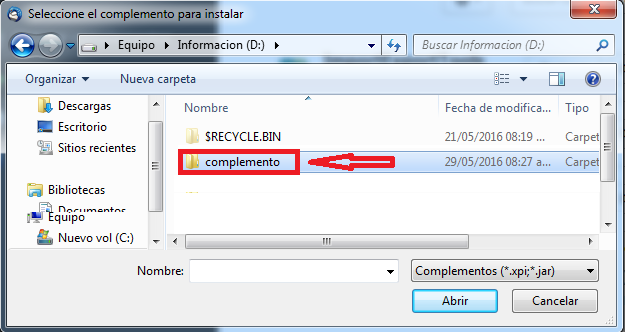 Seleccione el complemento para instalar
Equipo Informacion (D:)
Buscar Informacion (D:)
Organizar Nueva carpeta
Descargas
Escritorio
Sitios recientes
Bibliotecas
Documentos
Equipo
Nuevo vol (C:)
Nombre Fecha de modifica... Tipo
$RECYCLE.BIN 21/05/2016 08:19 ... Carpet
complemento 29/05/2016 08:27 a... Carpet
Nombre:
Complementos (*.xpi;*.jar)
Abrir Cancelar